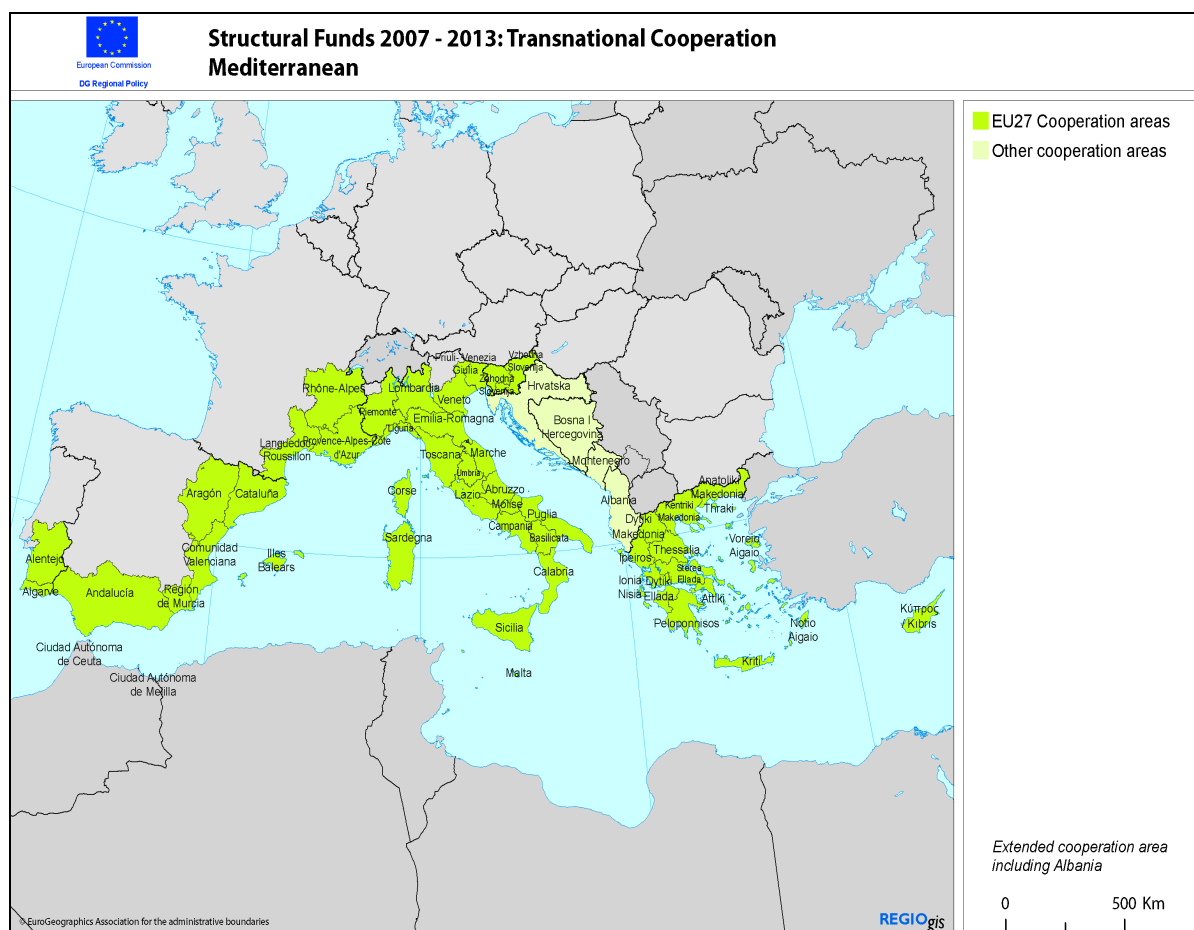 Structural Funds 2007 - 2013: Transnational Cooperation
Mediterranean
European Commission
DG Regional Policy
EU27 Cooperation areas
Other cooperation areas
Friuli- Venezia
Giulia
Vzhodna
Slovenija
Zahodna
Slovenija
Hrvatska
Rhône-Alpes
Lombardia
Veneto
Piemonte
Emilia-Romagna
Liguria
Bosna I
Hercegovina
Languedoc-
Roussillon
Provence-Alpes-Côte
d'Azur
Toscana
Marche
Umbria
Montenegro
Aragón
Cataluña
Corse
Lazio
Abruzzo
Molise
Albania
Anatoliki
Makedonia
Thraki
Kentriki
Makedonia
Puglia
Campania
Basilicata
Dytiki
Makedonia
Sardegna
Voreio
Aigaio
Comunidad
Valenciana
Illes
Balears
Thessalia
Ipeiros
Alentejo
Algarve
Andalucía
Región
de Murcia
Calabria
Sterea
Ellada
Ionia
Nisia
Dytiki
Ellada
Attiki
Κύπρος
/ Kıbrıs
Sicilia
Peloponnisos
Notio
Aigaio
Ciudad Autónoma
de Ceuta
Kriti
Malta
Ciudad Autónoma
de Melilla
Extended cooperation area
including Albania
0 500 Km
© EuroGeographics Association for the administrative boundaries
REGIOgis